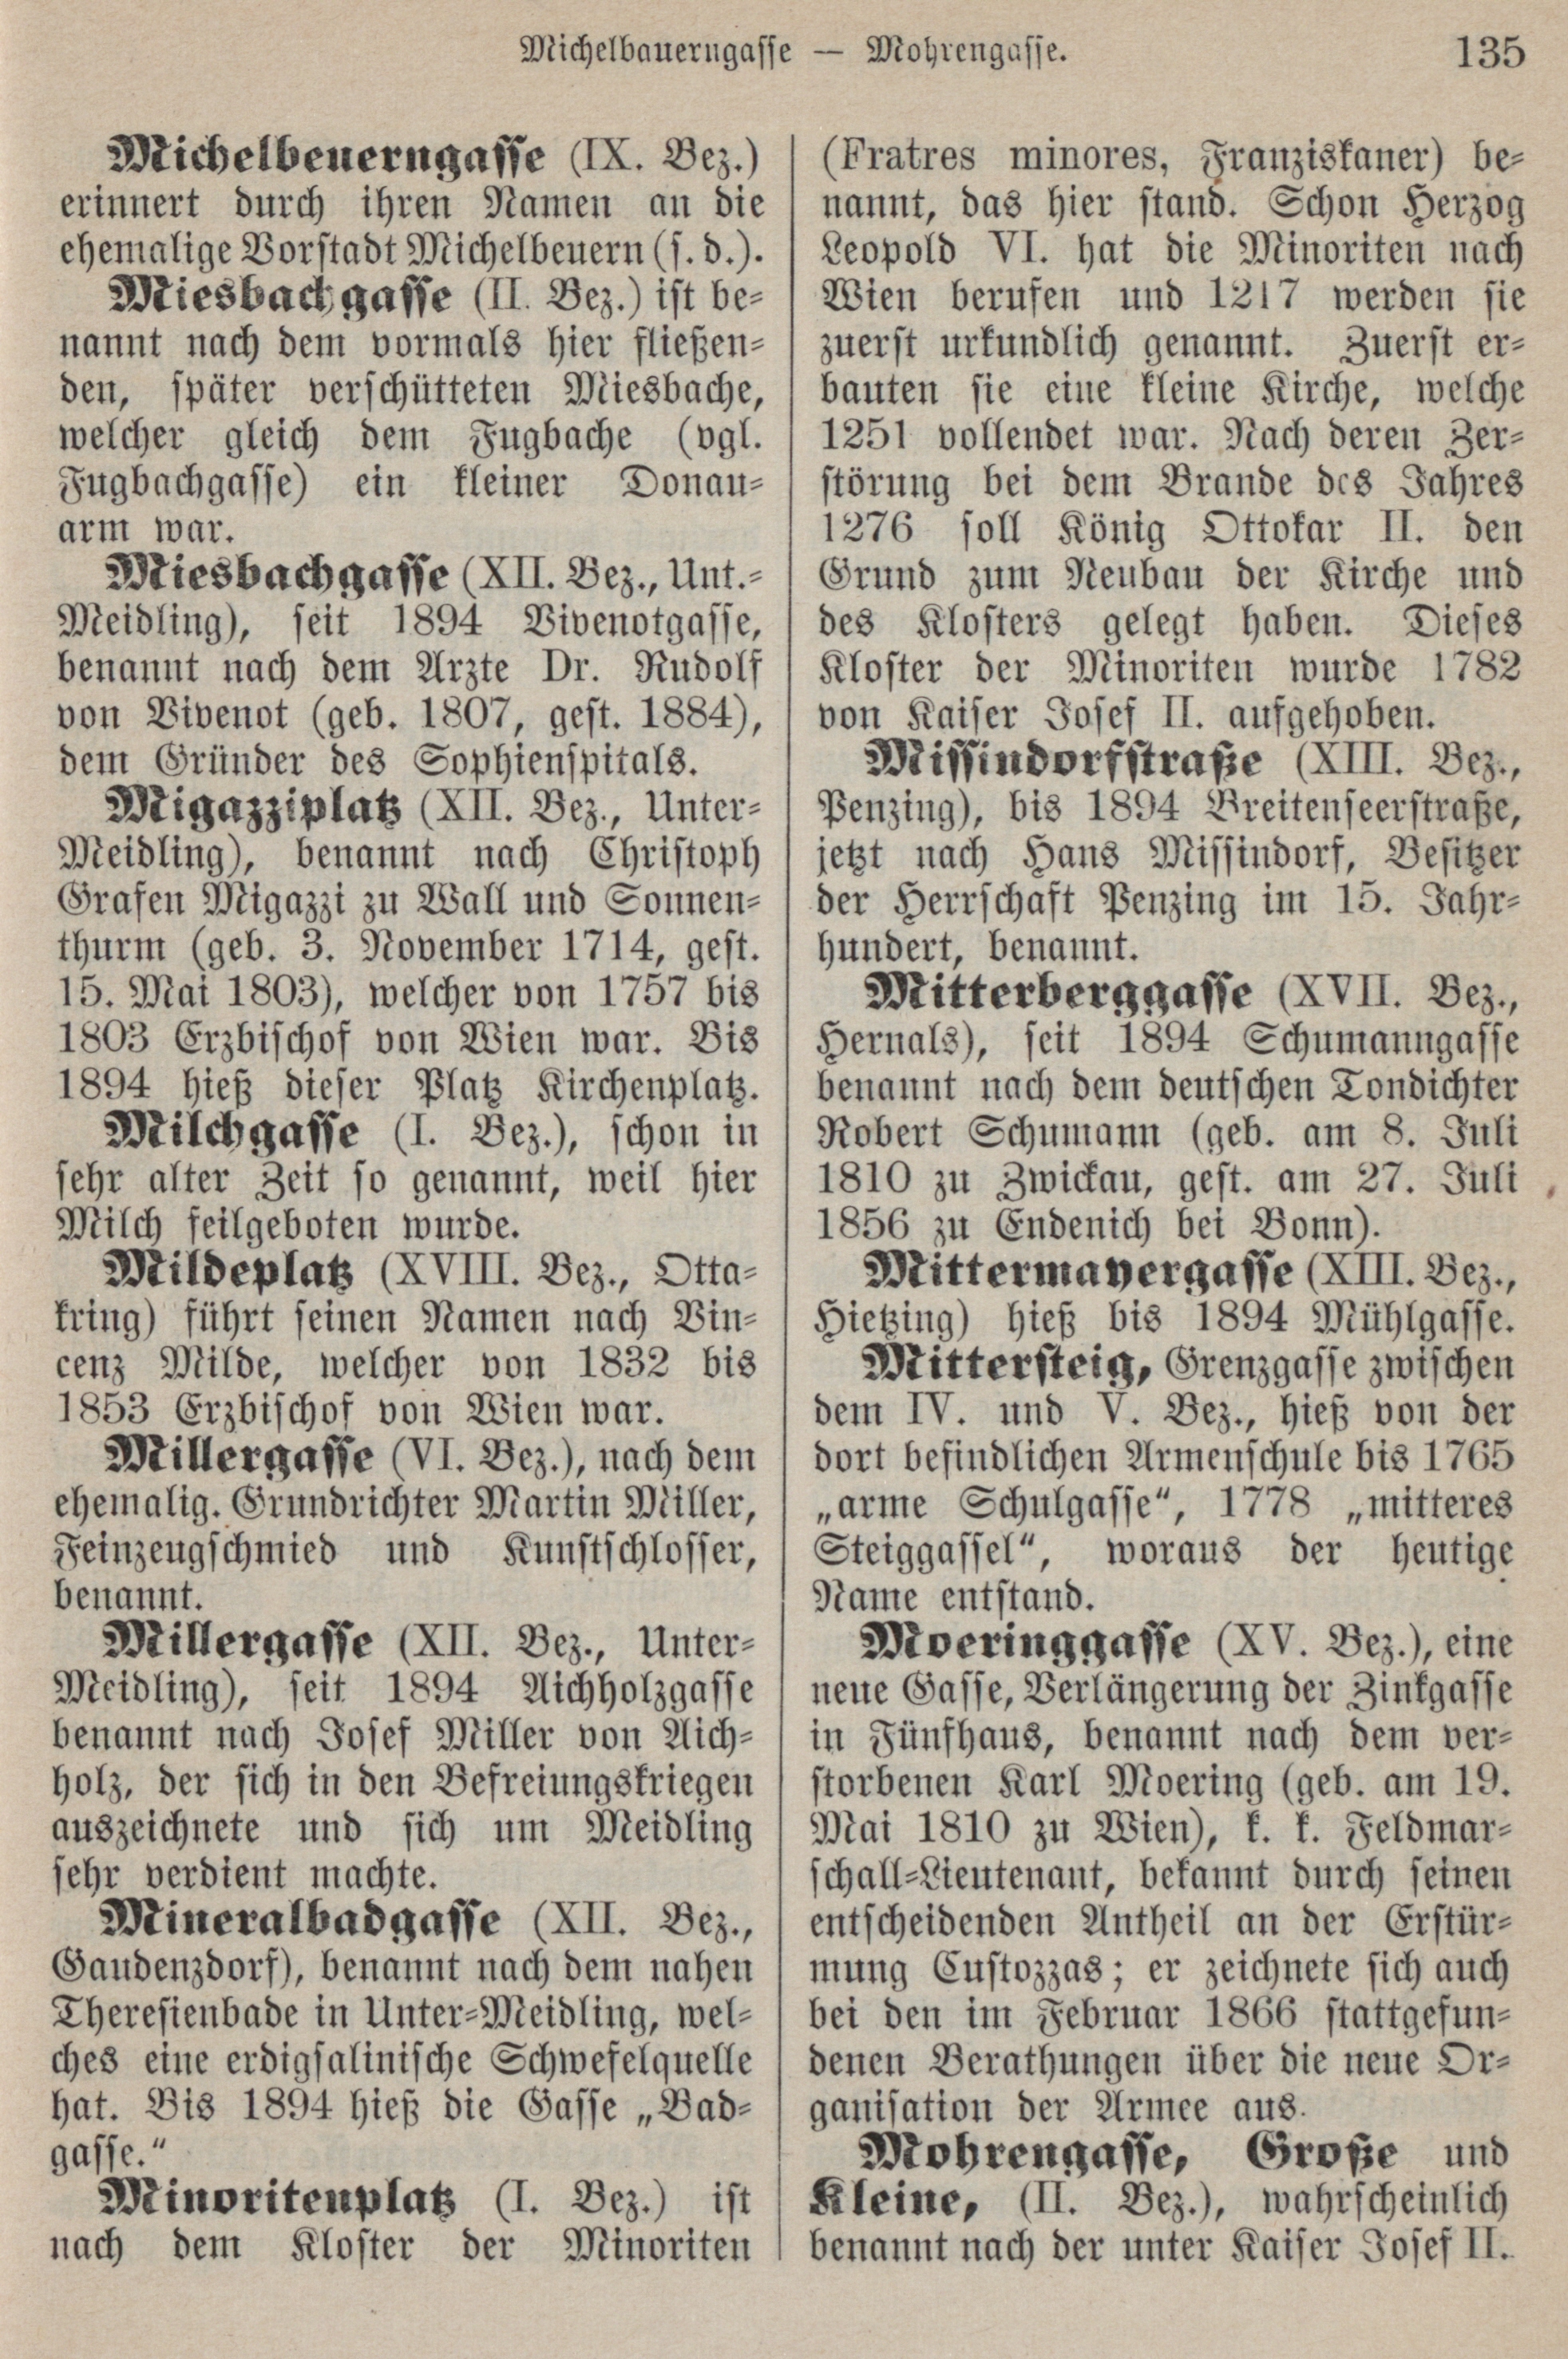 Michelbauerngasse — Mohrengasse.
135
Michelbeuerngasse (IX. Bez.)
erinnert durch ihren Namen an die
ehemalige Vorstadt Michelbeuern (s. d.).
Miesbachgasse (II. Bez.) ist be-
nannt nach dem vormals hier fließen-
den, später verschütteten Miesbache,
welcher gleich dem Fugbache (vgl.
Fugbachgasse) ein kleiner Donau-
arm war.
Miesbachgasse (XII. Bez., Unt.-
Meidling), seit 1894 Vivenotgasse,
benannt nach dem Arzte Dr. Rudolf
von Vivenot (geb. 1807, gest. 1884),
dem Gründer des Sophienspitals.
Migazziplatz (XII. Bez., Unter-
Meidling), benannt nach Christoph
Grafen Migazzi zu Wall und Sonnen-
thurm (geb. 3. November 1714, gest.
15. Mai 1803), welcher von 1757 bis
1803 Erzbischof von Wien war. Bis
1894 hieß dieser Platz Kirchenplatz.
Milchgasse (I. Bez.), schon in
sehr alter Zeit so genannt, weil hier
Milch feilgeboten wurde.
Mildeplatz (XVIII. Bez., Otta-
kring) führt seinen Namen nach Vin-
cenz Milde, welcher von 1832 bis
1853 Erzbischof von Wien war.
Millergasse (VI. Bez.), nach dem
ehemalig. Grundrichter Martin Miller,
Feinzeugschmied und Kunstschlosser,
benannt.
Millergasse (XII. Bez., Unter-
Meidling), seit 1894 Aichholzgasse
benannt nach Josef Miller von Aich-
holz, der sich in den Befreiungskriegen
auszeichnete und sich um Meidling
sehr verdient machte.
Mineralbadgasse (XII. Bez.,
Gaudenzdorf), benannt nach dem nahen
Theresienbade in Unter-Meidling, wel-
ches eine erdigsalinische Schwefelquelle
hat. Bis 1894 hieß die Gasse „Bad-
gasse.“
Minoritenplatz (I. Bez.) ist
nach dem Kloster der Minoriten
(Fratres minores, Franziskaner) be-
nannt, das hier stand. Schon Herzog
Leopold VI. hat die Minoriten nach
Wien berufen und 1217 werden sie
zuerst urkundlich genannt. Zuerst er-
bauten sie eine kleine Kirche, welche
1251 vollendet war. Nach deren Zer-
störung bei dem Brande des Jahres
1276 soll König Ottokar II. den
Grund zum Neubau der Kirche und
des Klosters gelegt haben. Dieses
Kloster der Minoriten wurde 1782
von Kaiser Josef II. aufgehoben.
Missindorfstraße (XIII. Bez.,
Penzing), bis 1894 Breitenseerstraße,
jetzt nach Hans Missindorf, Besitzer
der Herrschaft Penzing im 15. Jahr-
hundert, benannt.
Mitterberggasse (XVII. Bez.,
Hernals), seit 1894 Schumanngasse
benannt nach dem deutschen Tondichter
Robert Schumann (geb. am 8. Juli
1810 zu Zwickau, gest. am 27. Juli
1856 zu Endenich bei Bonn).
Mittermayergasse (XIII. Bez.,
Hietzing) hieß bis 1894 Mühlgasse.
Mittersteig, Grenzgasse zwischen
dem IV. und V. Bez., hieß von der
dort befindlichen Armenschule bis 1765
„arme Schulgasse“, 1778 „mitteres
Steiggassel“, woraus der heutige
Name entstand.
Moeringgasse (XV. Bez.), eine
neue Gasse, Verlängerung der Zinkgasse
in Fünfhaus, benannt nach dem ver-
storbenen Karl Moering (geb. am 19.
Mai 1810 zu Wien), k. k. Feldmar-
schall-Lieutenant, bekannt durch seinen
entscheidenden Antheil an der Erstür-
mung Custozzas; er zeichnete sich auch
bei den im Februar 1866 stattgefun-
denen Berathungen über die neue Or-
ganisation der Armee aus.
Mohrengasse, Große und
Kleine, (II. Bez.), wahrscheinlich
benannt nach der unter Kaiser Josef II.